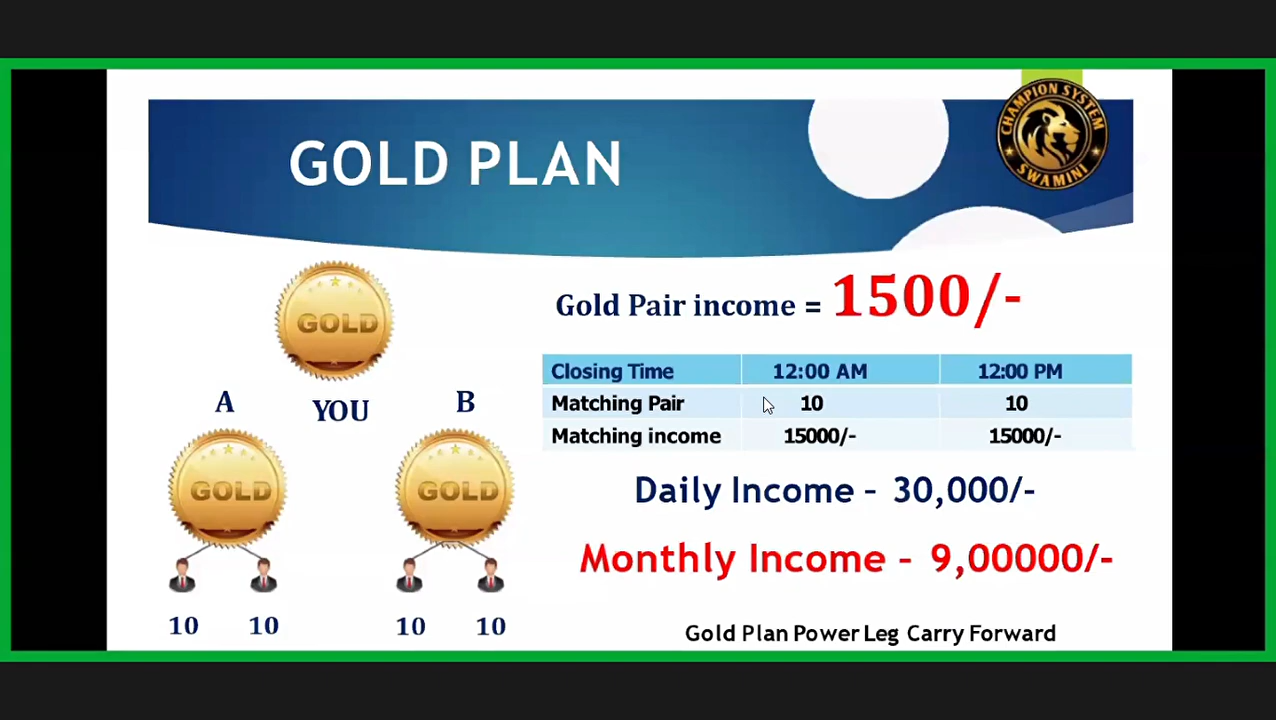 CHAMPION SYSTEM
SWAMINI
GOLD PLAN
GOLD
Gold Pair income = 1500/-
Closing Time 12:00 AM 12:00 PM
Matching Pair 10 10
Matching income 15000/- 15000/-
A YOU B
GOLD GOLD
Daily Income - 30,000/-
Monthly Income - 9,00000/-
10 10 10 10
Gold Plan Power Leg Carry Forward